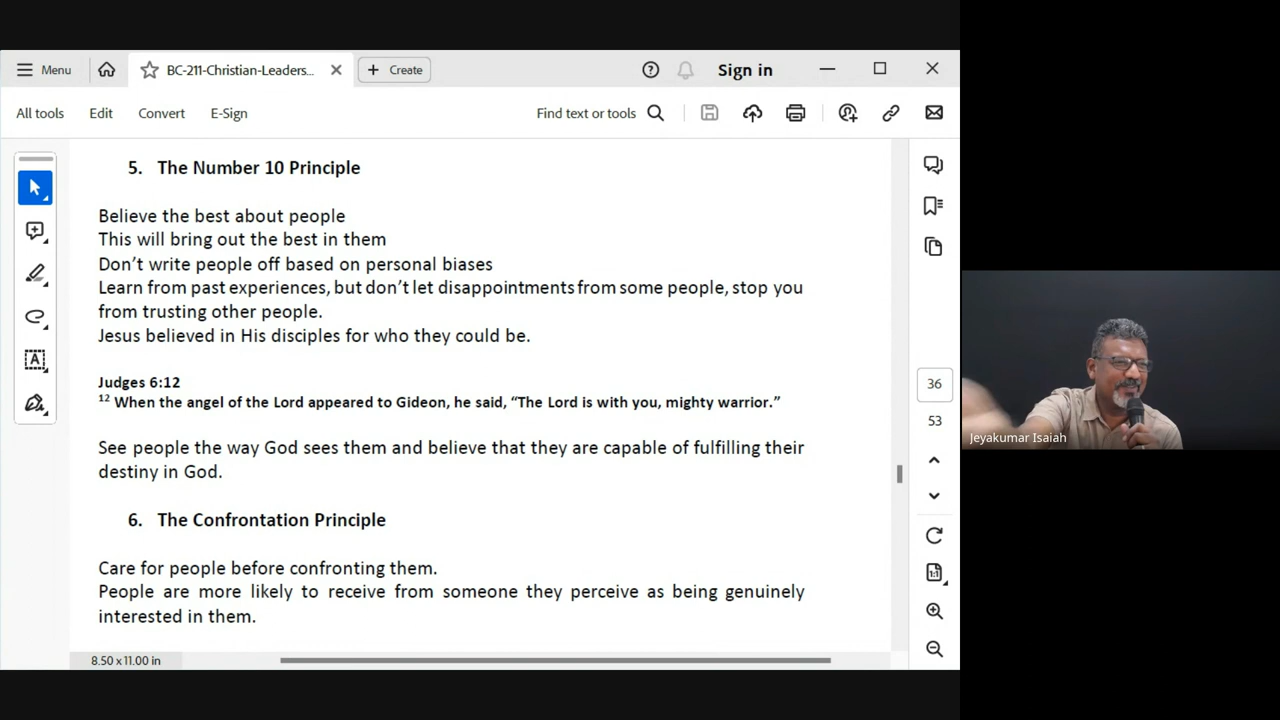 Menu
BC-211-Christian-Leaders...
Create
Sign in
All tools
Edit
Convert
E-Sign
Find text or tools
5. The Number 10 Principle
Believe the best about people
This will bring out the best in them
Don't write people off based on personal biases
Learn from past experiences, but don't let disappointments from some people, stop you
from trusting other people.
Jesus believed in His disciples for who they could be.
Judges 6:12
12 When the angel of the Lord appeared to Gideon, he said, “The Lord is with you, mighty warrior.”
See people the way God sees them and believe that they are capable of fulfilling their
destiny in God.
6. The Confrontation Principle
Care for people before confronting them.
People are more likely to receive from someone they perceive as being genuinely
interested in them.
8.50 x 11.00 in
36
53
1:1
Jeyakumar Isaiah